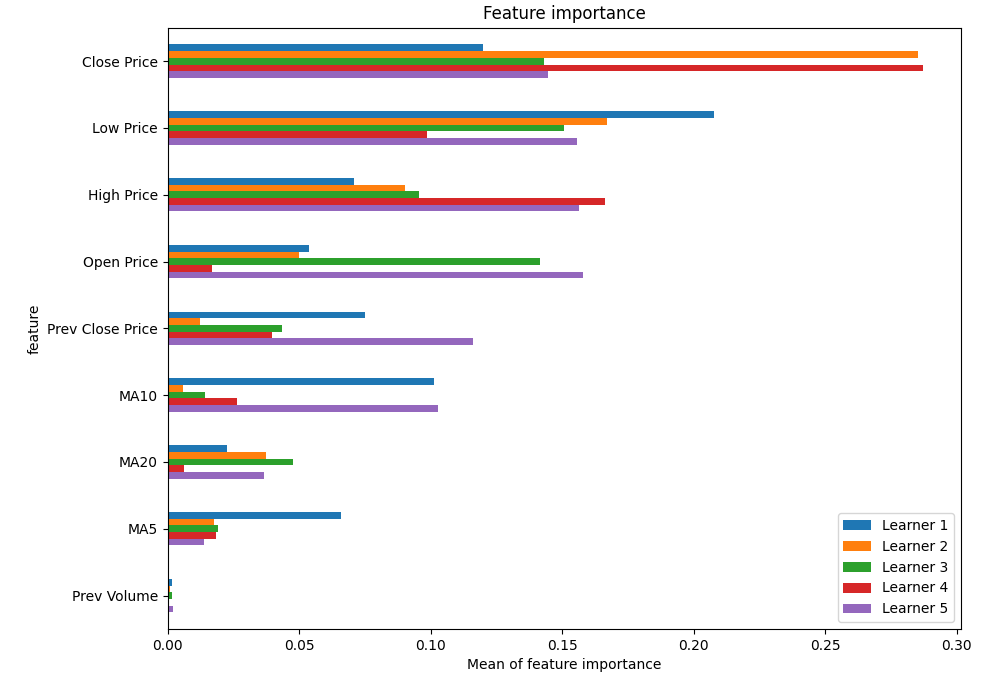 Feature importance
Close Price
Low Price
High Price
Open Price
Prev Close Price
MA10
MA20
MA5
Prev Volume
feature
Learner 1
Learner 2
Learner 3
Learner 4
Learner 5
0.00 0.05 0.10 0.15 0.20 0.25 0.30
Mean of feature importance